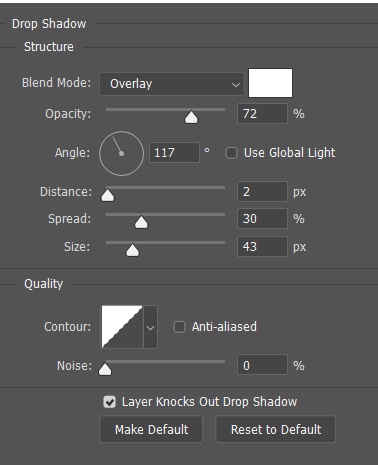 Drop Shadow
Structure
Blend Mode: Overlay
Opacity: 72 %
Angle: 117 ° Use Global Light
Distance: 2 px
Spread: 30 %
Size: 43 px
Quality
Contour: Anti-aliased
Noise: 0 %
Layer Knocks Out Drop Shadow
Make Default Reset to Default